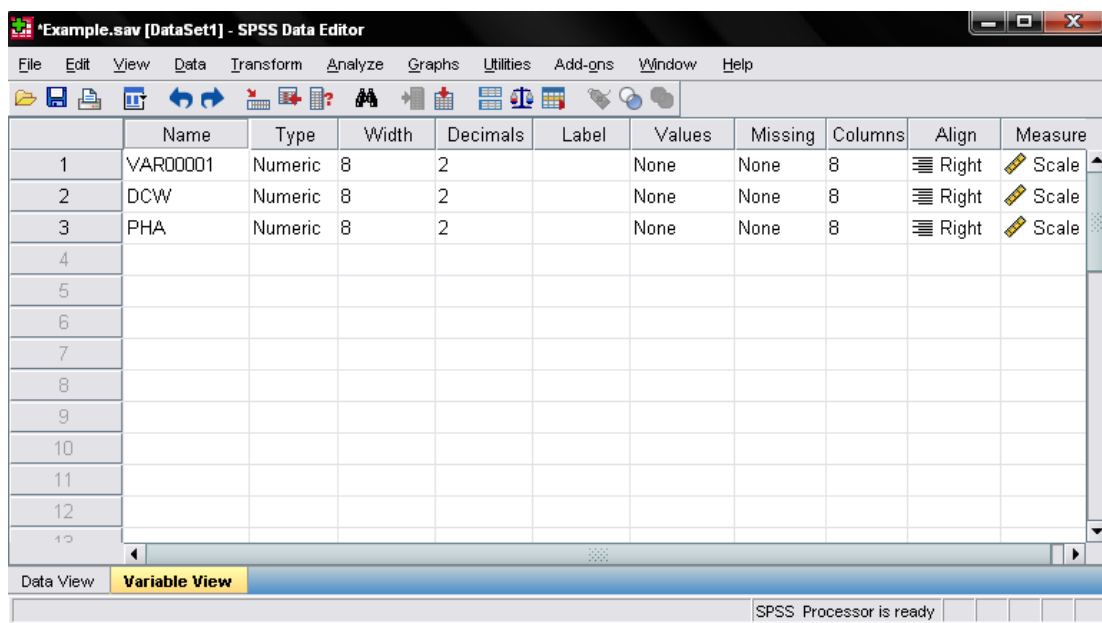 *Example.sav [DataSet1] - SPSS Data Editor
File Edit View Data Transform Analyze Graphs Utilities Add-ons Window Help
Name Type Width Decimals Label Values Missing Columns Align Measure
1 VAR00001 Numeric 8 2 None None 8 Right Scale
2 DCW Numeric 8 2 None None 8 Right Scale
3 PHA Numeric 8 2 None None 8 Right Scale
4
5
6
7
8
9
10
11
12
13
Data View Variable View
SPSS Processor is ready